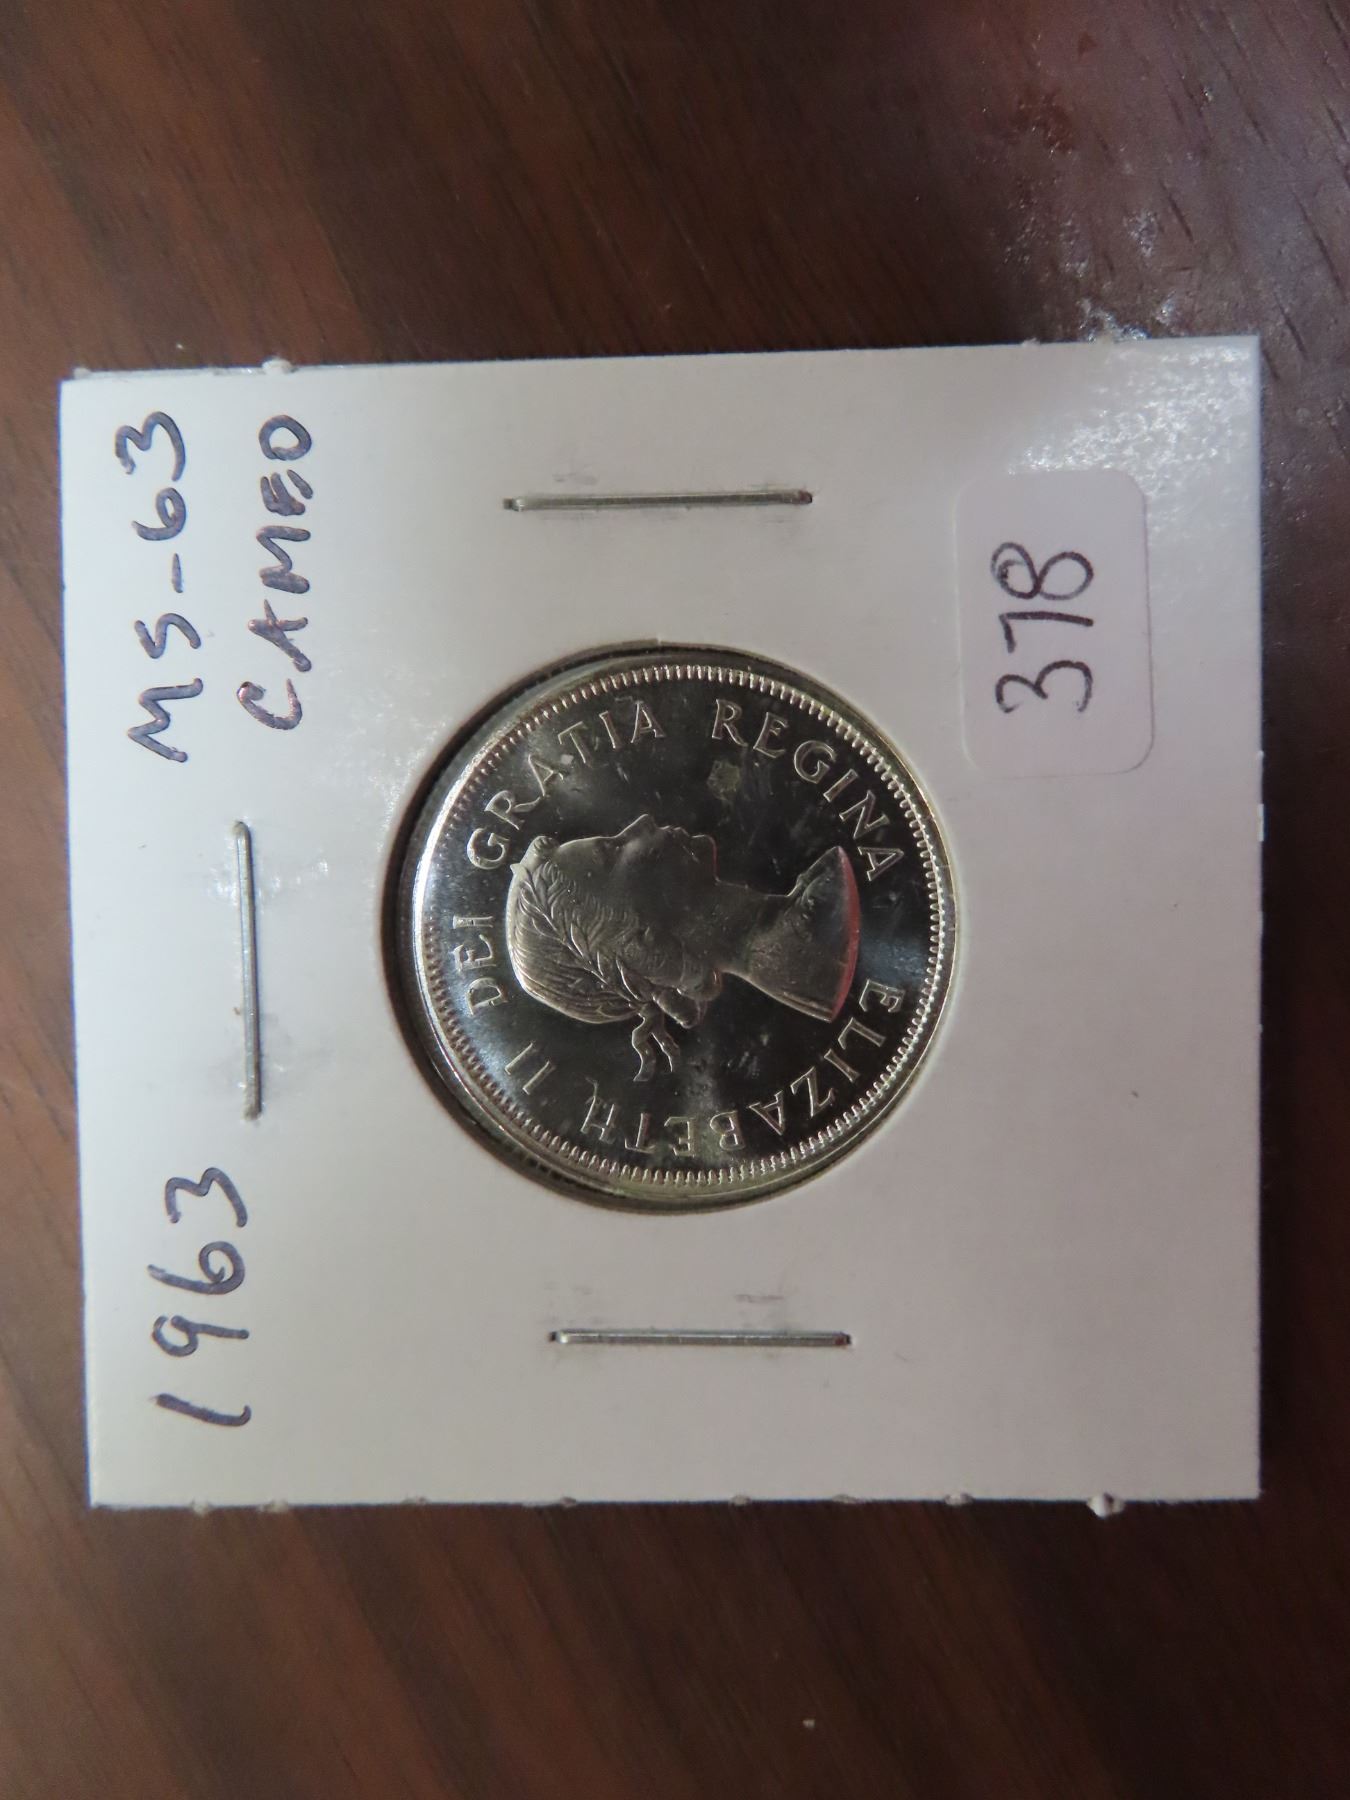 1963
MS-63
CAMEO
ELIZABETH II DEI GRATIA REGINA
378